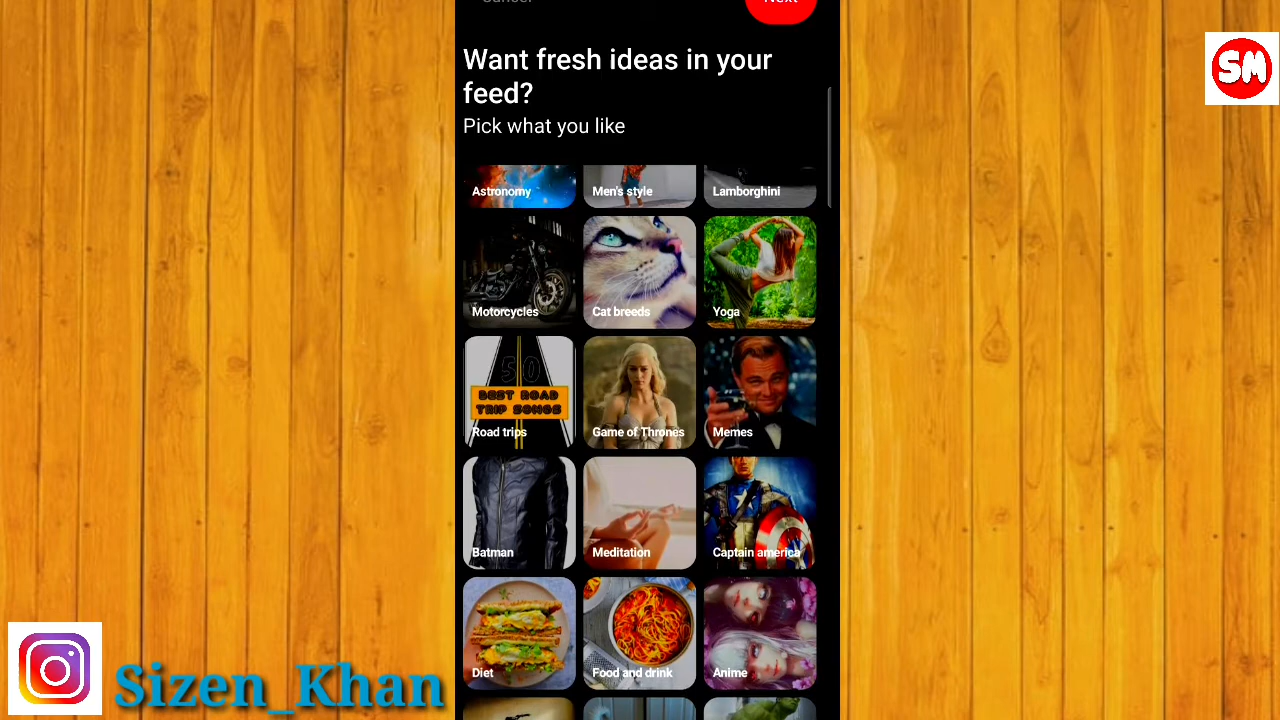 Cancel
Next
Want fresh ideas in your
feed?
Pick what you like
Astronomy
Men's style
Lamborghini
Motorcycles
Cat breeds
Yoga
50
BEST ROAD
TRIP SONGS
Road trips
Game of Thrones
Memes
Batman
Meditation
Captain america
Diet
Food and drink
Anime
SM
Sizen_Khan